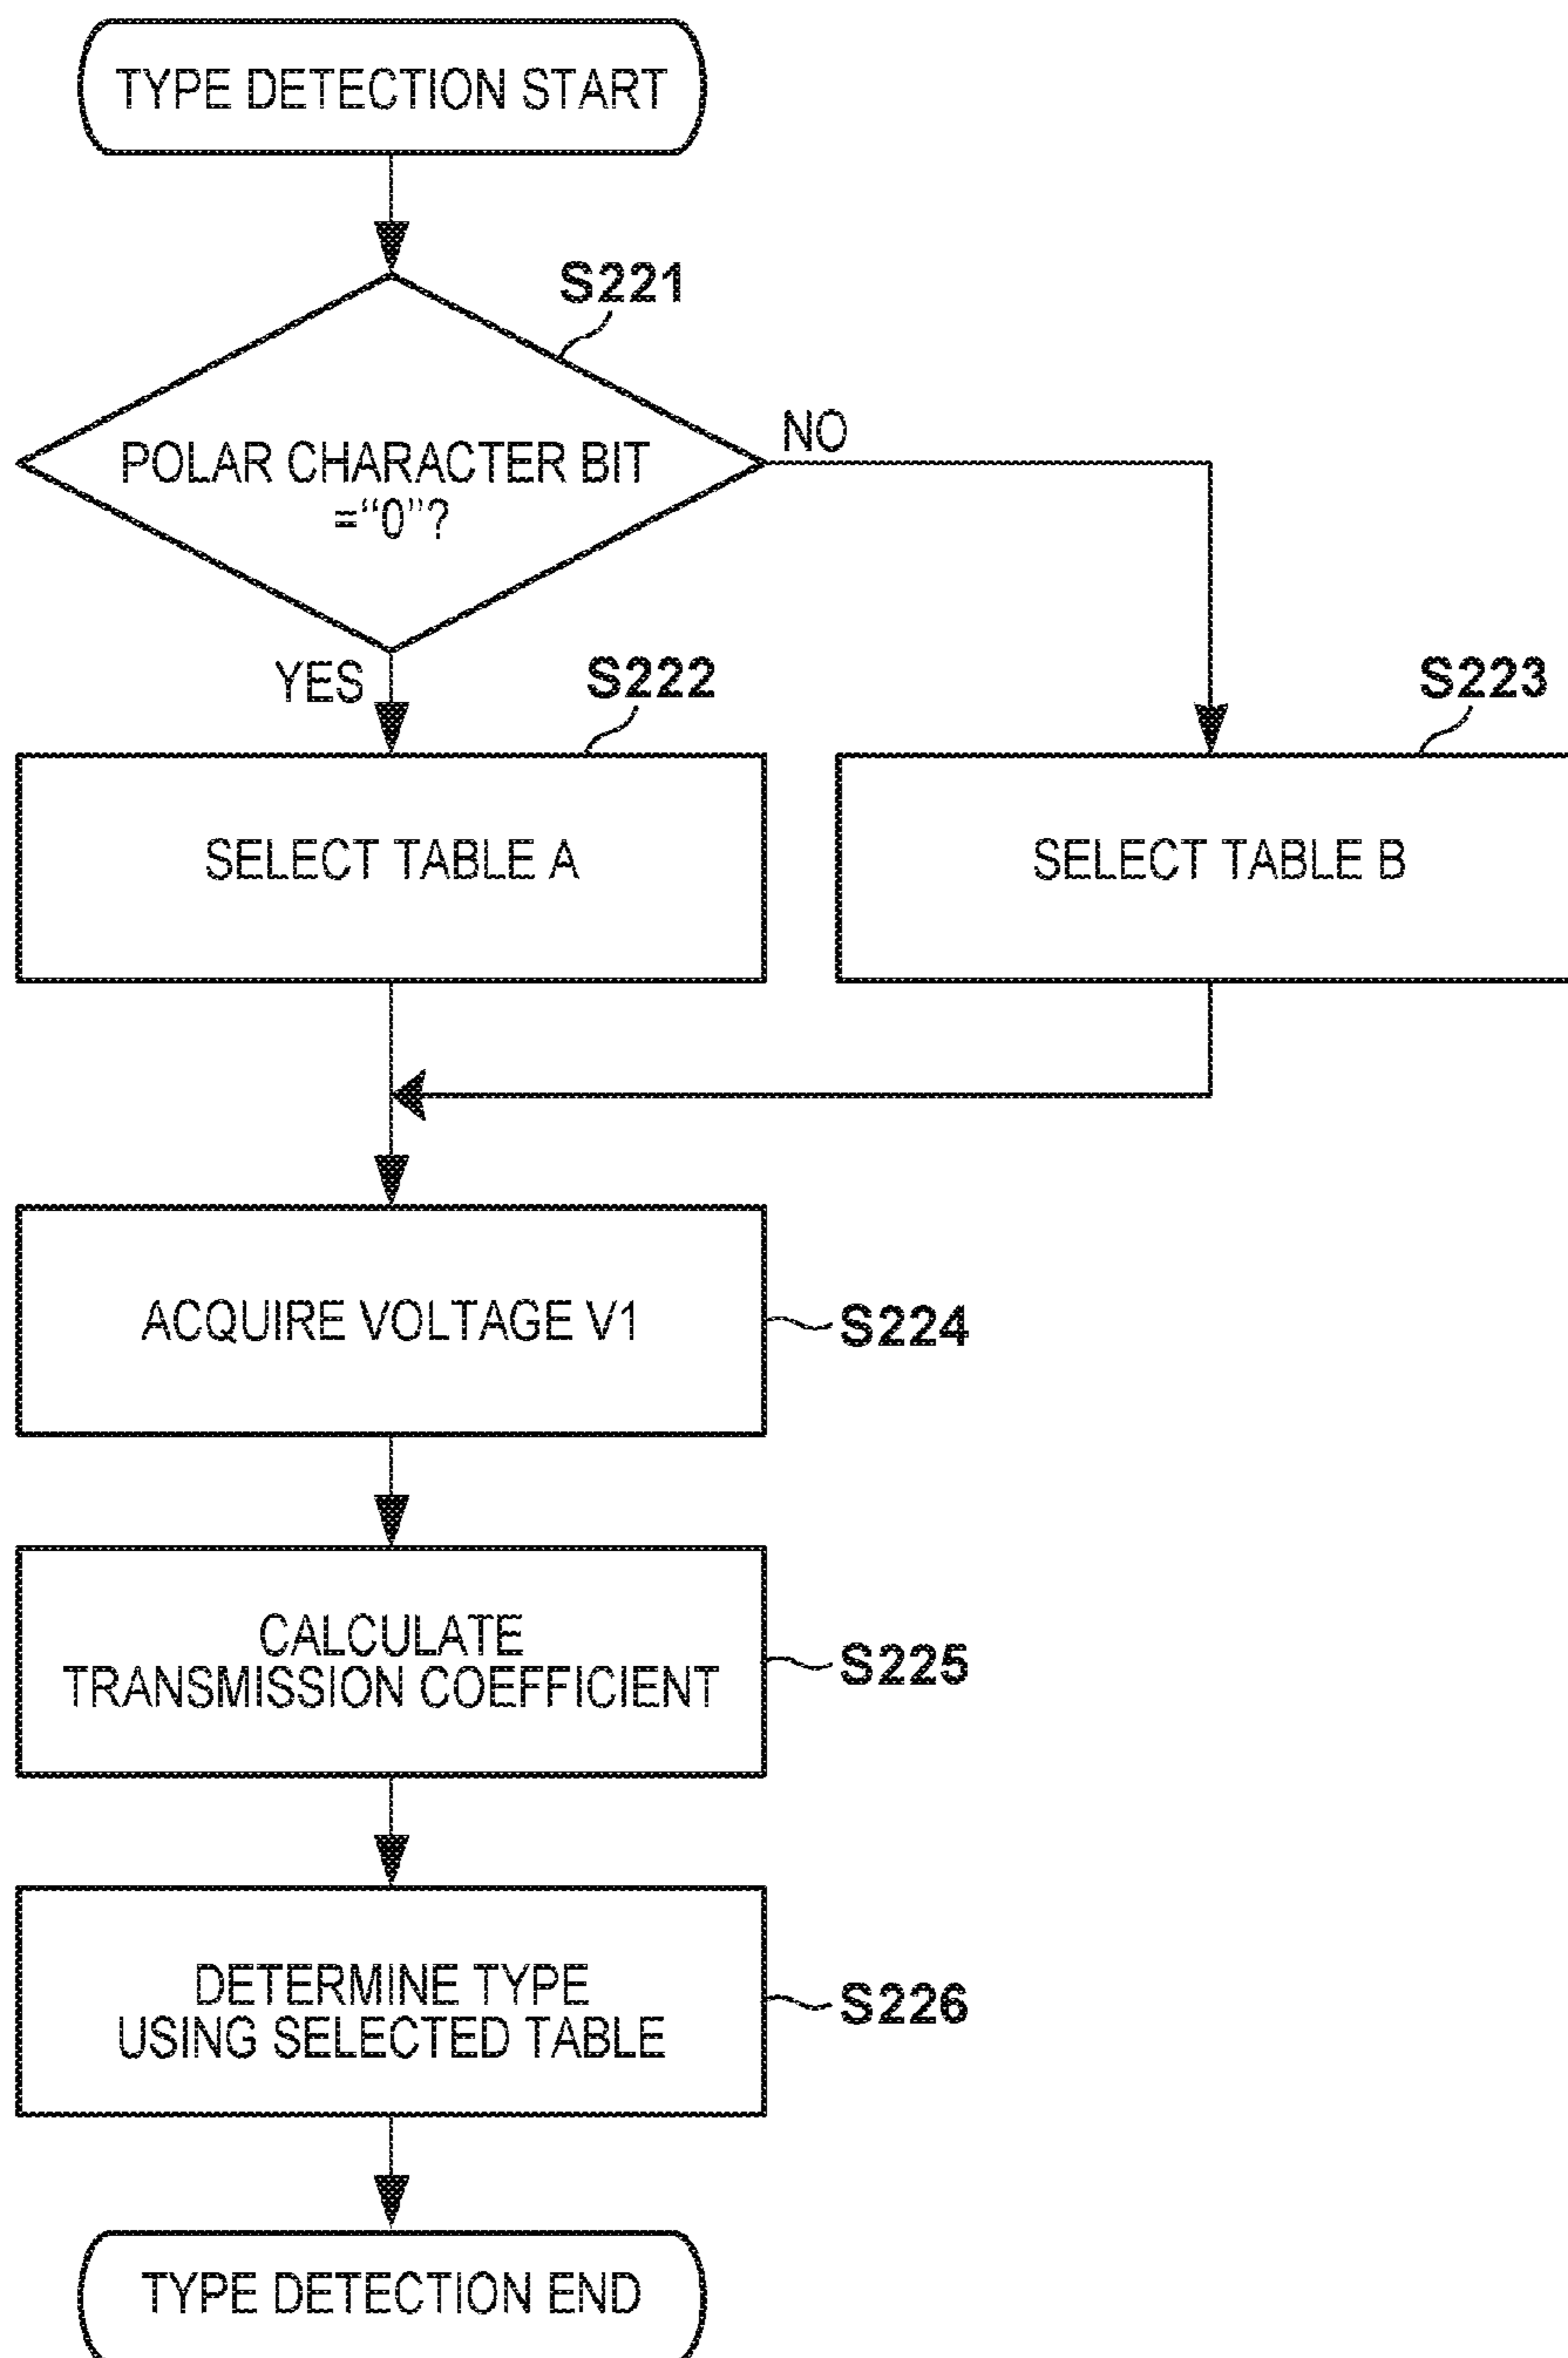 TYPE DETECTION START
S221
POLAR CHARACTER BIT
="0"?
NO
YES
S222
S223
SELECT TABLE A
SELECT TABLE B
ACQUIRE VOLTAGE V1
S224
CALCULATE
TRANSMISSION COEFFICIENT
S225
DETERMINE TYPE
USING SELECTED TABLE
S226
TYPE DETECTION END